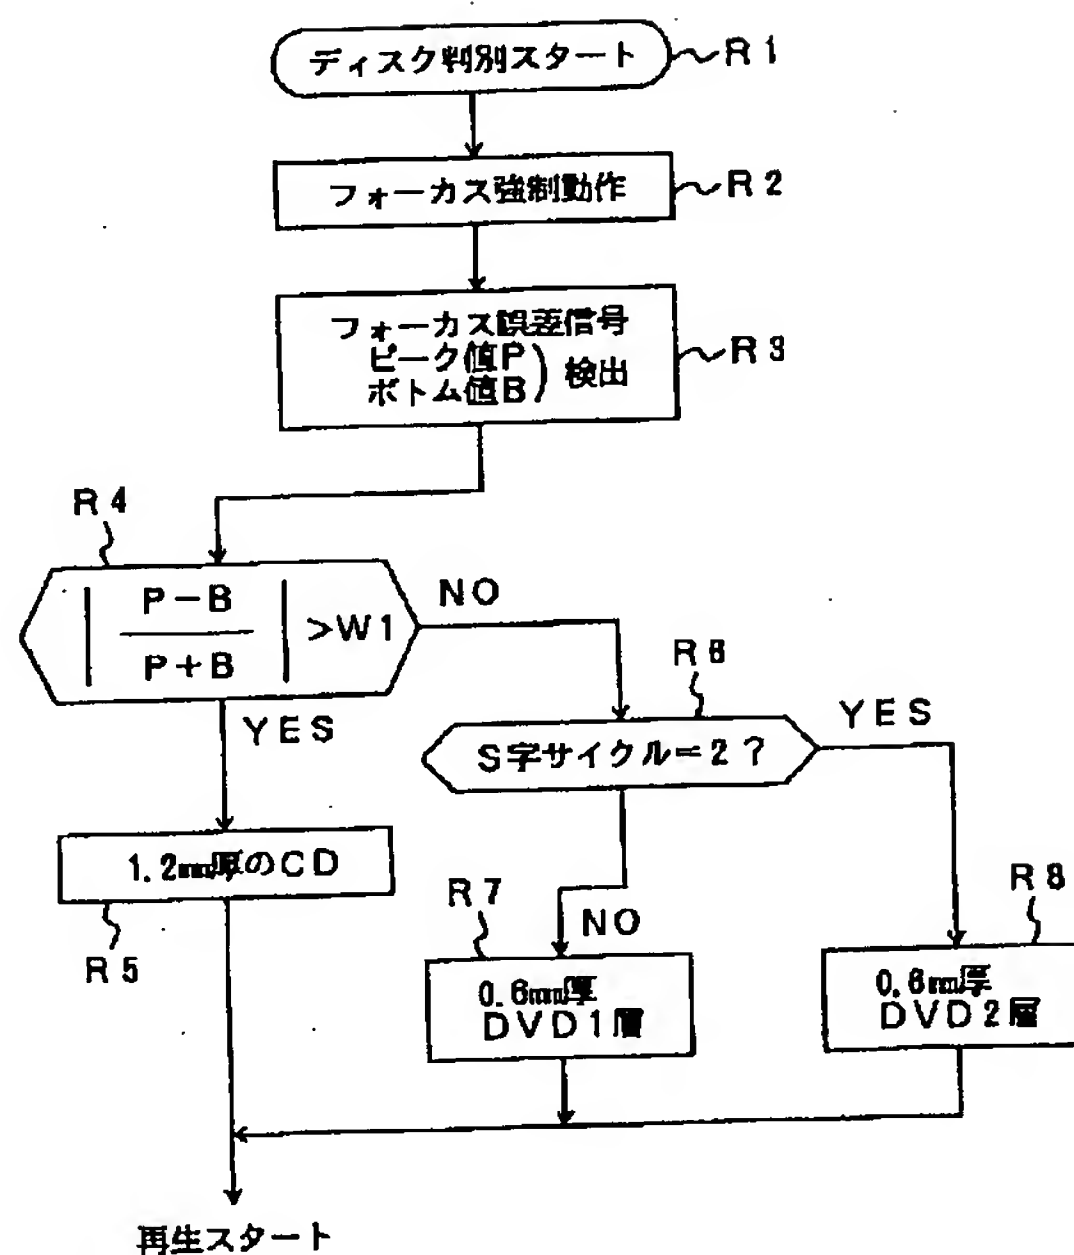 ディスク判別スタート
R1
フォーカス強制動作
R2
フォーカス誤差信号
ピーク値P
ボトム値B
) 検出
R3
R4
| P-B / P+B | >W1
NO
YES
R6
S字サイクル=2?
YES
1.2mm厚のCD
R5
R7
NO
0.6mm厚
DVD1層
R8
0.6mm厚
DVD2層
再生スタート